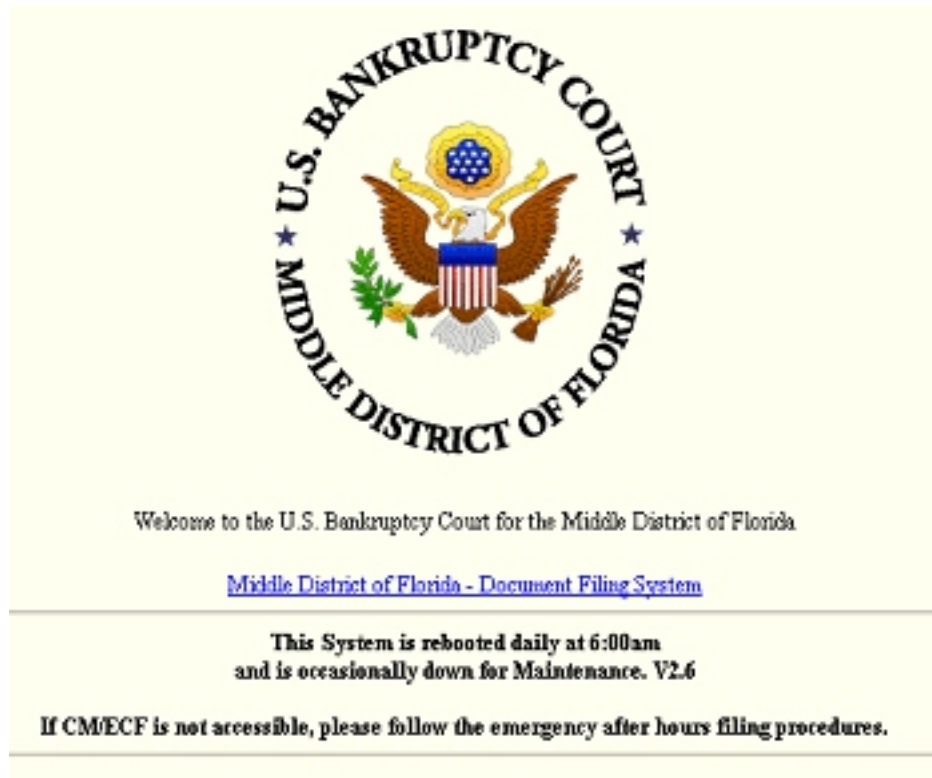 U.S. BANKRUPTCY COURT
MIDDLE DISTRICT OF FLORIDA
Welcome to the U.S. Bankruptcy Court for the Middle District of Florida
Middle District of Florida - Document Filing System
This System is rebooted daily at 6:00am
and is occasionally down for Maintenance. V2.6
If CM/ECF is not accessible, please follow the emergency after hours filing procedures.